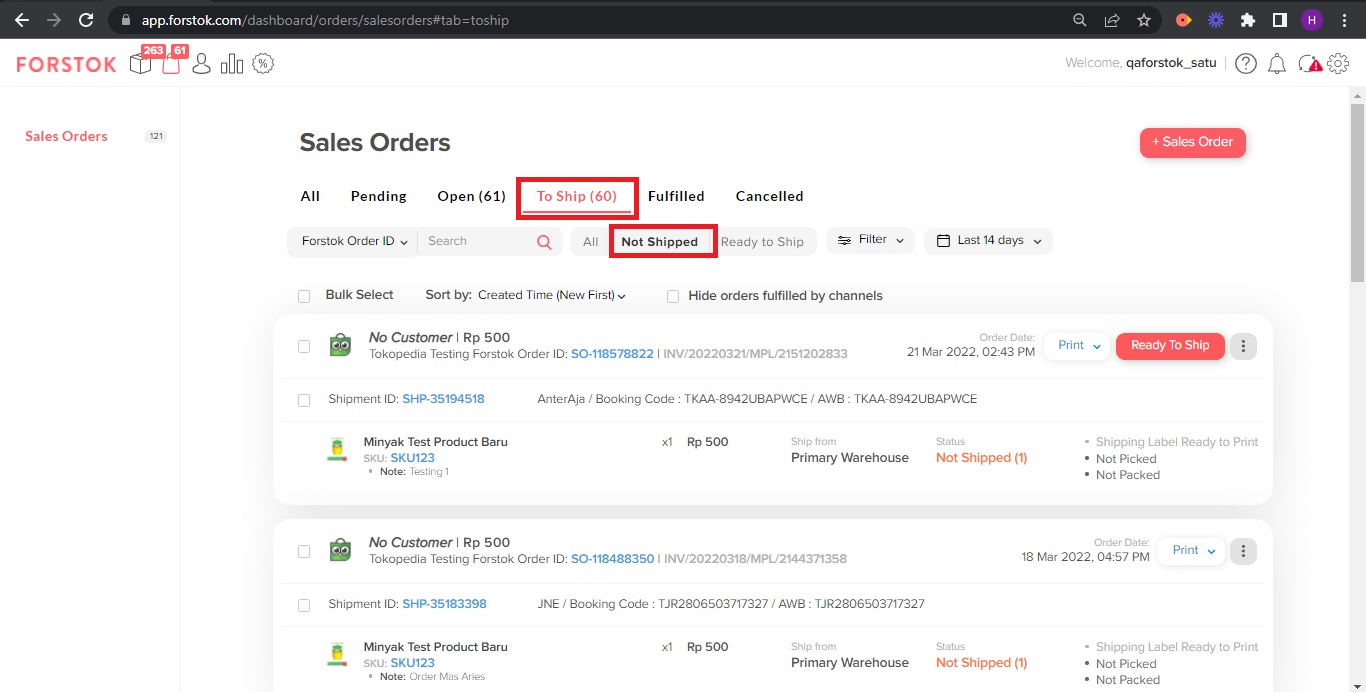 app.forstok.com/dashboard/orders/salesorders#tab=toship
H
FORSTOK
263
61
%
Welcome, qaforstok_satu
?
Sales Orders 121
Sales Orders
+ Sales Order
All Pending Open (61) To Ship (60) Fulfilled Cancelled
Forstok Order ID Search All Not Shipped Ready to Ship Filter Last 14 days
Bulk Select Sort by: Created Time (New First) Hide orders fulfilled by channels
No Customer | Rp 500
Tokopedia Testing Forstok Order ID: SO-118578822 | INV/20220321/MPL/2151202833
Order Date:
21 Mar 2022, 02:43 PM
Print
Ready To Ship
Shipment ID: SHP-35194518 AnterAja / Booking Code : TKAA-8942UBAPWCE / AWB : TKAA-8942UBAPWCE
Minyak Test Product Baru
SKU: SKU123
• Note: Testing 1
x1 Rp 500
Ship from
Primary Warehouse
Status
Not Shipped (1)
• Shipping Label Ready to Print
• Not Picked
• Not Packed
No Customer | Rp 500
Tokopedia Testing Forstok Order ID: SO-118488350 | INV/20220318/MPL/2144371358
Order Date:
18 Mar 2022, 04:57 PM
Print
Shipment ID: SHP-35183398 JNE / Booking Code : TJR2806503717327 / AWB : TJR2806503717327
Minyak Test Product Baru
SKU: SKU123
• Note: Order Mas Aries
x1 Rp 500
Ship from
Primary Warehouse
Status
Not Shipped (1)
• Shipping Label Ready to Print
• Not Picked
• Not Packed